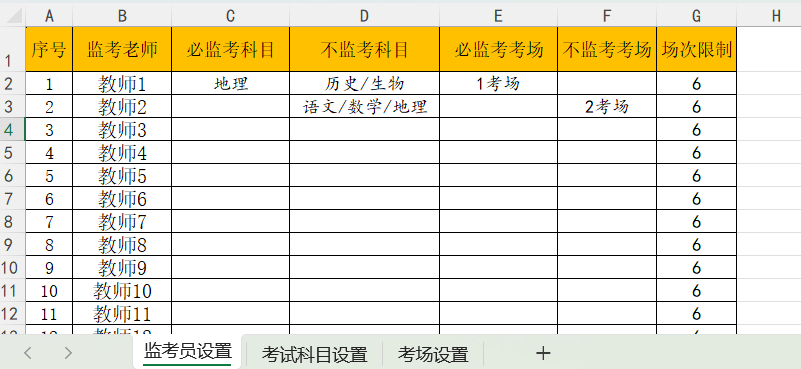 A B C D E F G H
1 序号 监考老师 必监考科目 不监考科目 必监考考场 不监考考场 场次限制
2 1 教师1 地理 历史/生物 1考场 6
3 2 教师2 语文/数学/地理 2考场 6
4 3 教师3 6
5 4 教师4 6
6 5 教师5 6
7 6 教师6 6
8 7 教师7 6
9 8 教师8 6
10 9 教师9 6
11 10 教师10 6
12 11 教师11 6
监考员设置 考试科目设置 考场设置 +